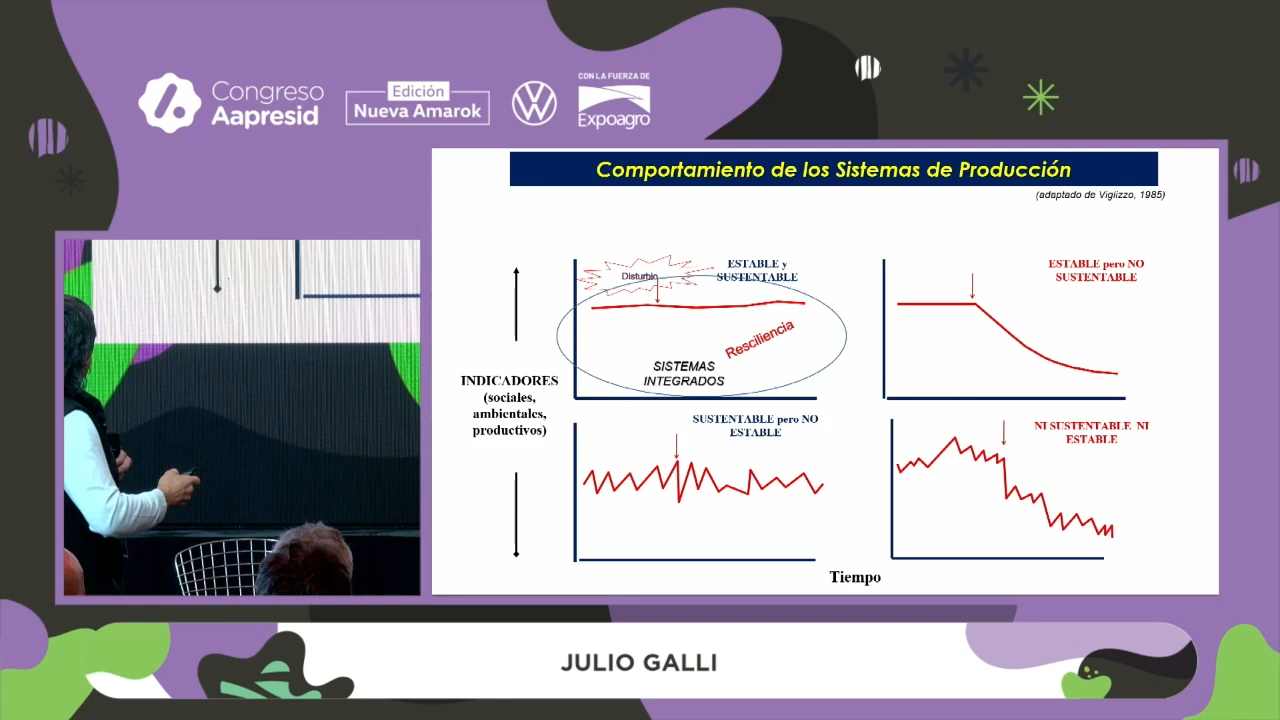 Congreso
Aapresid
Edición
Nueva Amarok
CON LA FUERZA DE
Expoagro
Comportamiento de los Sistemas de Producción
(adaptado de Viglizzo, 1985)
Disturbio
ESTABLE y
SUSTENTABLE
Resciliencia
SISTEMAS
INTEGRADOS
ESTABLE pero NO
SUSTENTABLE
INDICADORES
(sociales,
ambientales,
productivos)
SUSTENTABLE pero NO
ESTABLE
NI SUSTENTABLE NI
ESTABLE
Tiempo
JULIO GALLI